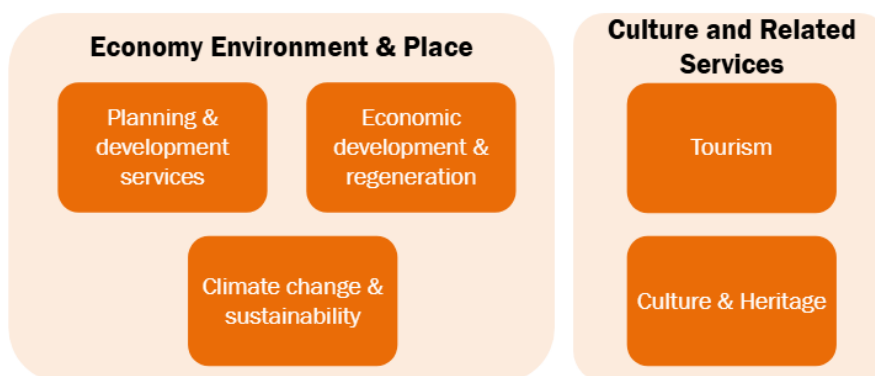 Economy Environment & Place
Planning &
development
services
Economic
development &
regeneration
Climate change &
sustainability
Culture and Related
Services
Tourism
Culture & Heritage